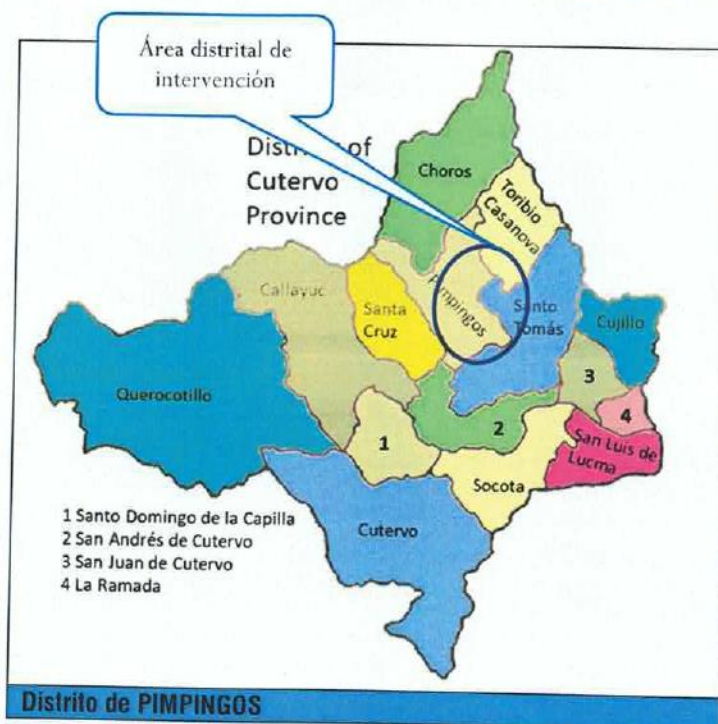 Área distrital de
intervención
Districts of
Cutervo
Province
Choros
Toribio
Casanova
Callayuc
Santa
Cruz
Pimpingos
Santo
Tomás
Cujillo
Querocotillo
1
2
3
4
San Luis de
Lucma
Socota
Cutervo
1 Santo Domingo de la Capilla
2 San Andrés de Cutervo
3 San Juan de Cutervo
4 La Ramada
Distrito de PIMPINGOS